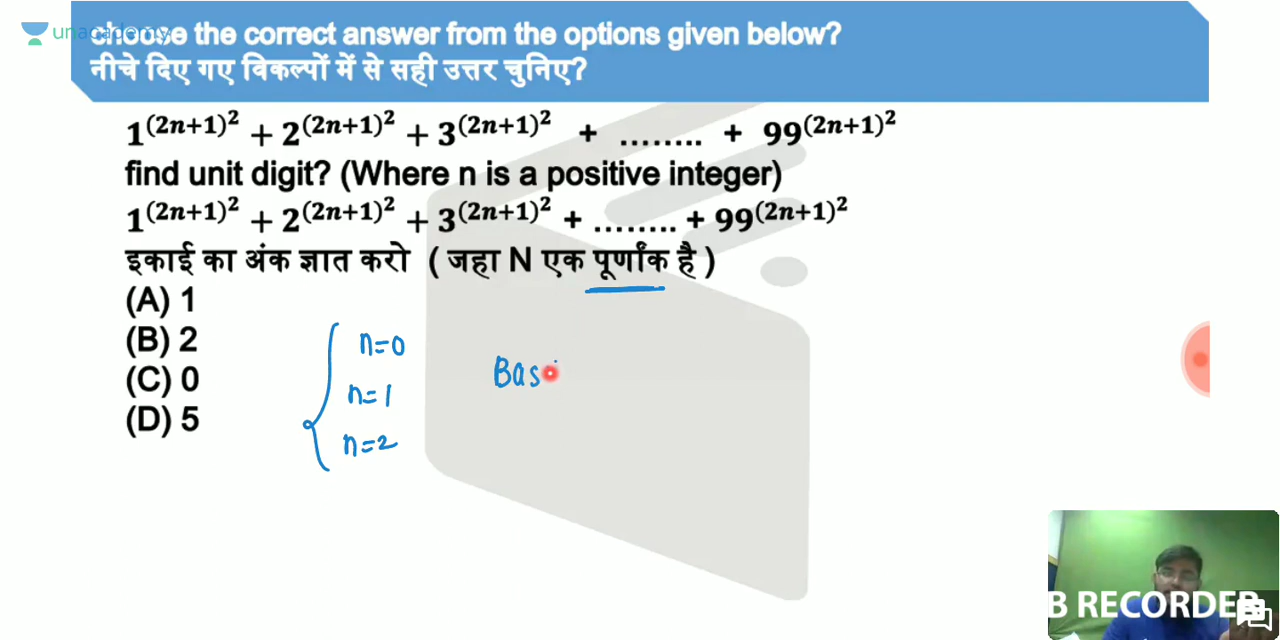 unacademy
choose the correct answer from the options given below?
नीचे दिए गए विकल्पों में से सही उत्तर चुनिए?
1^{(2n+1)^2} + 2^{(2n+1)^2} + 3^{(2n+1)^2} + ........ + 99^{(2n+1)^2}
find unit digit? (Where n is a positive integer)
1^{(2n+1)^2} + 2^{(2n+1)^2} + 3^{(2n+1)^2} + ........ + 99^{(2n+1)^2}
इकाई का अंक ज्ञात करो ( जहा N एक पूर्णांक है )
(A) 1
(B) 2
(C) 0
(D) 5
n=0
n=1
n=2
Bas
B RECORDER